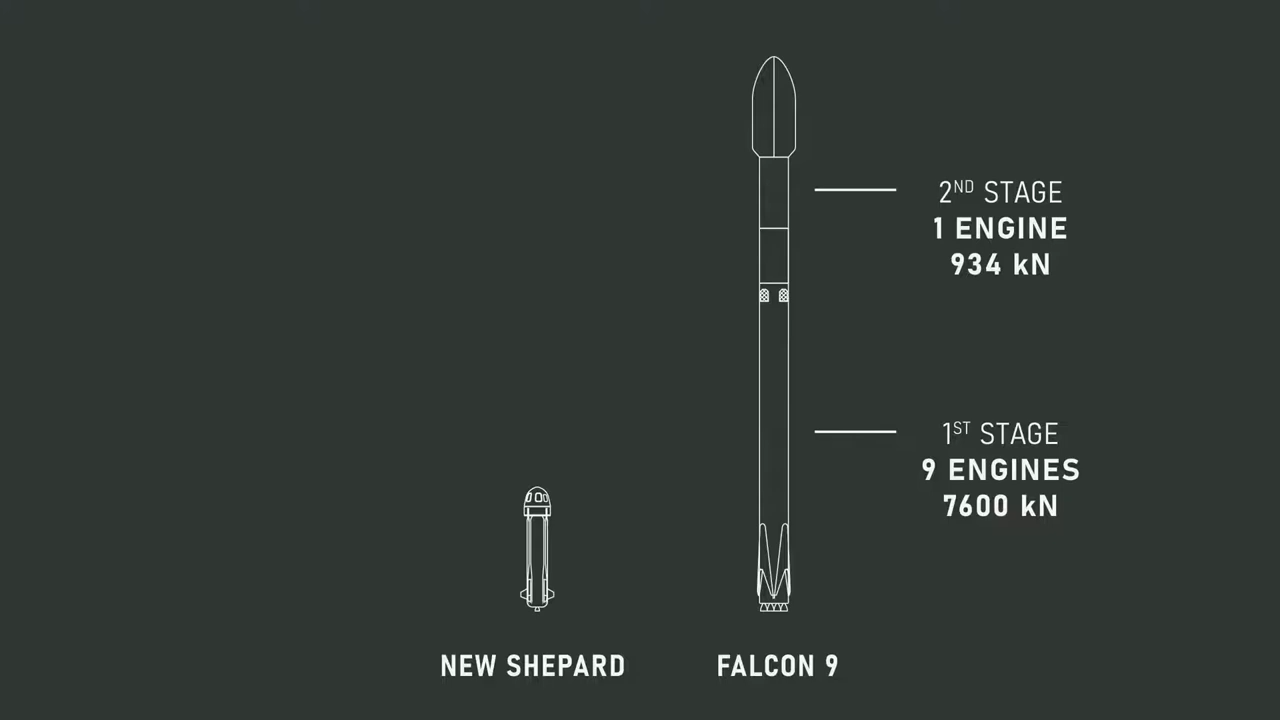 2ND STAGE
1 ENGINE
934 kN
1ST STAGE
9 ENGINES
7600 kN
NEW SHEPARD
FALCON 9